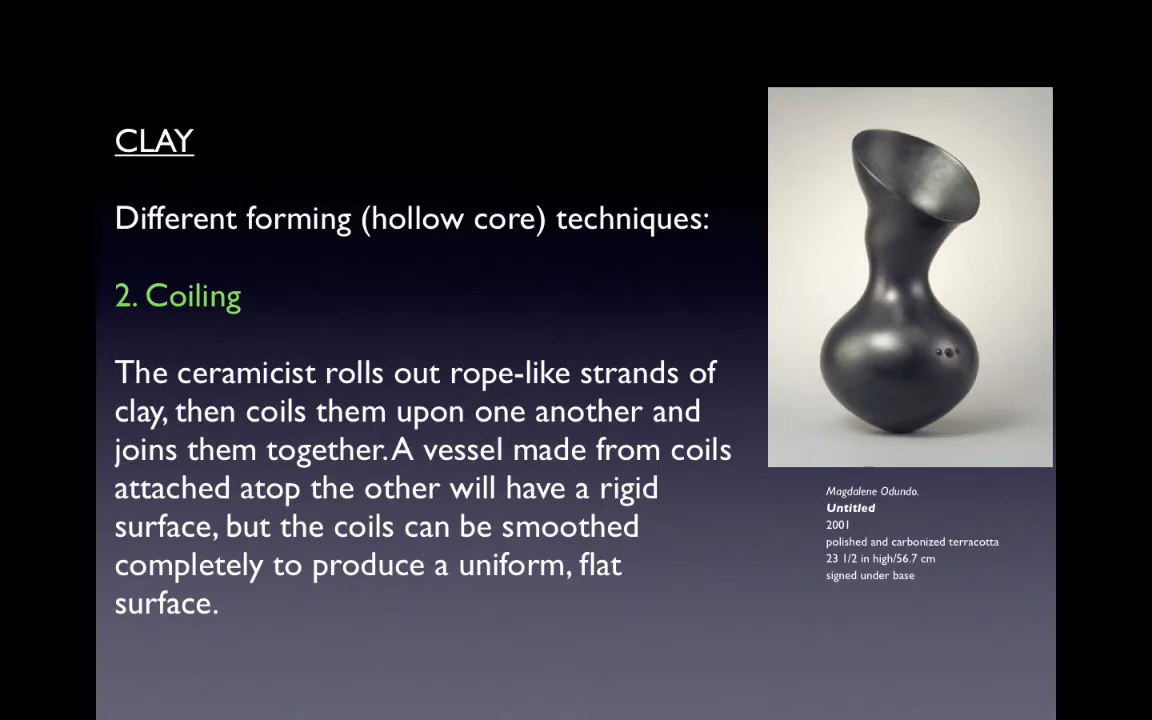 CLAY
Different forming (hollow core) techniques:
2. Coiling
The ceramicist rolls out rope-like strands of
clay, then coils them upon one another and
joins them together. A vessel made from coils
attached atop the other will have a rigid
surface, but the coils can be smoothed
completely to produce a uniform, flat
surface.
Magdalene Odundo.
Untitled
2001
polished and carbonized terracotta
23 1/2 in high/56.7 cm
signed under base